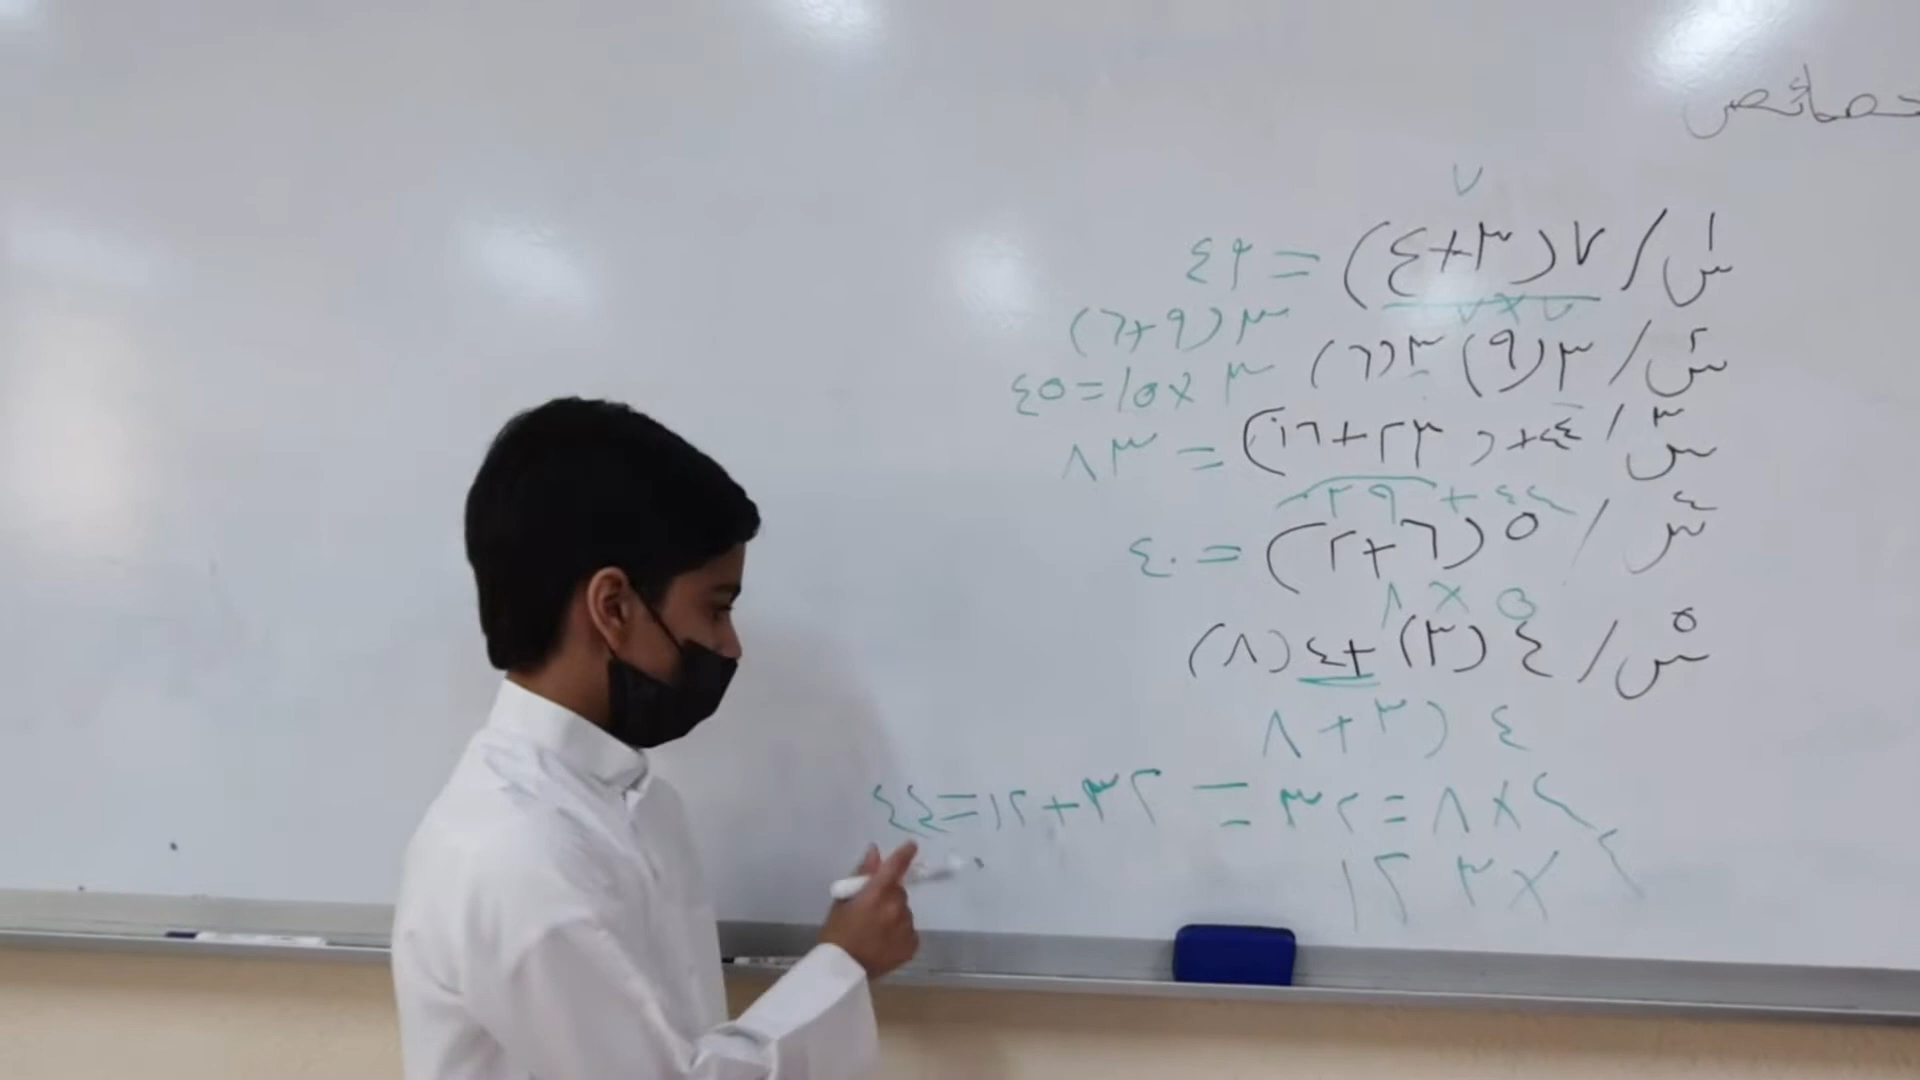 خصائص
٧
س١/ ٧(٣+٤) = ٤٩
٧×٧
س٢/ ٣(٩) ٣(٦) ٣(٩+٦)
٣ ×١٥=٤٥
س٣/ ٤٤+(٢٣+١٦) = ٨٣
٤٤ + ٣٩
س٤/ ٥(٦+٢) = ٤٠
٥ × ٨
س٥/ ٤(٣)+٤(٨)
٤ (٣+٨
٤×٨=٣٢ = ٣٢+١٢=٤٤
٤×٣ ١٢